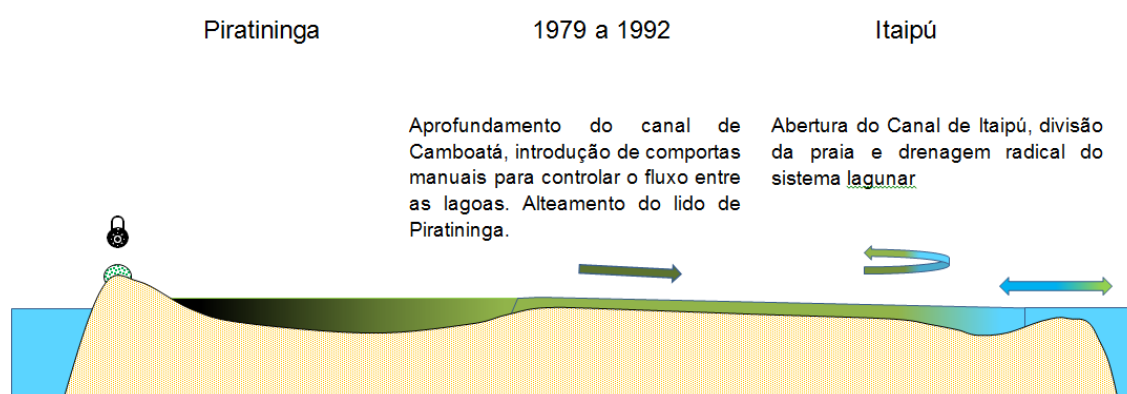 Piratininga
1979 a 1992
Itaipú
Aprofundamento do canal de
Camboatá, introdução de comportas
manuais para controlar o fluxo entre
as lagoas. Alteamento do lido de
Piratininga.
Abertura do Canal de Itaipú, divisão
da praia e drenagem radical do
sistema lagunar